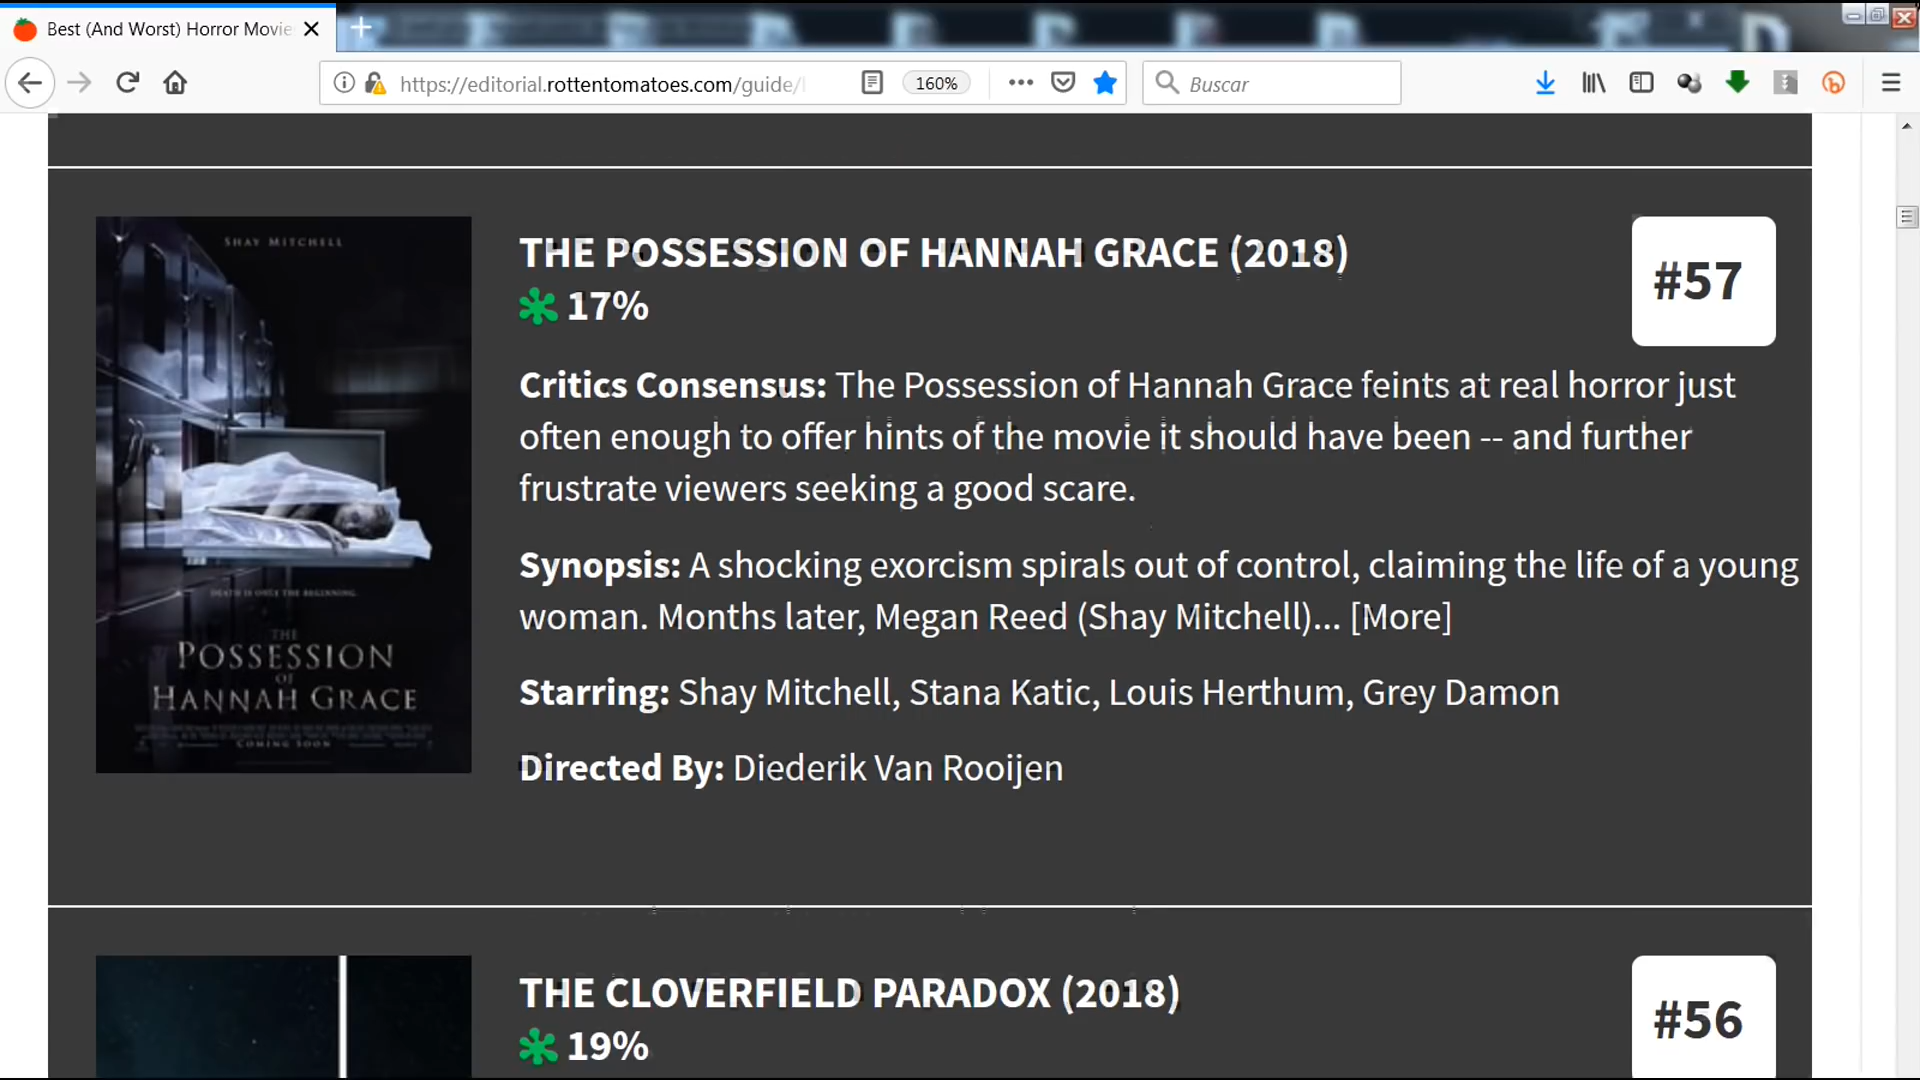 Best (And Worst) Horror Movie
https://editorial.rottentomatoes.com/guide/
160%
Buscar
SHAY MITCHELL
DEATH IS ONLY THE BEGINNING.
THE
POSSESSION
OF
HANNAH GRACE
COMING SOON
THE POSSESSION OF HANNAH GRACE (2018)
17%
#57
Critics Consensus: The Possession of Hannah Grace feints at real horror just
often enough to offer hints of the movie it should have been -- and further
frustrate viewers seeking a good scare.
Synopsis: A shocking exorcism spirals out of control, claiming the life of a young
woman. Months later, Megan Reed (Shay Mitchell)... [More]
Starring: Shay Mitchell, Stana Katic, Louis Herthum, Grey Damon
Directed By: Diederik Van Rooijen
THE CLOVERFIELD PARADOX (2018)
19%
#56